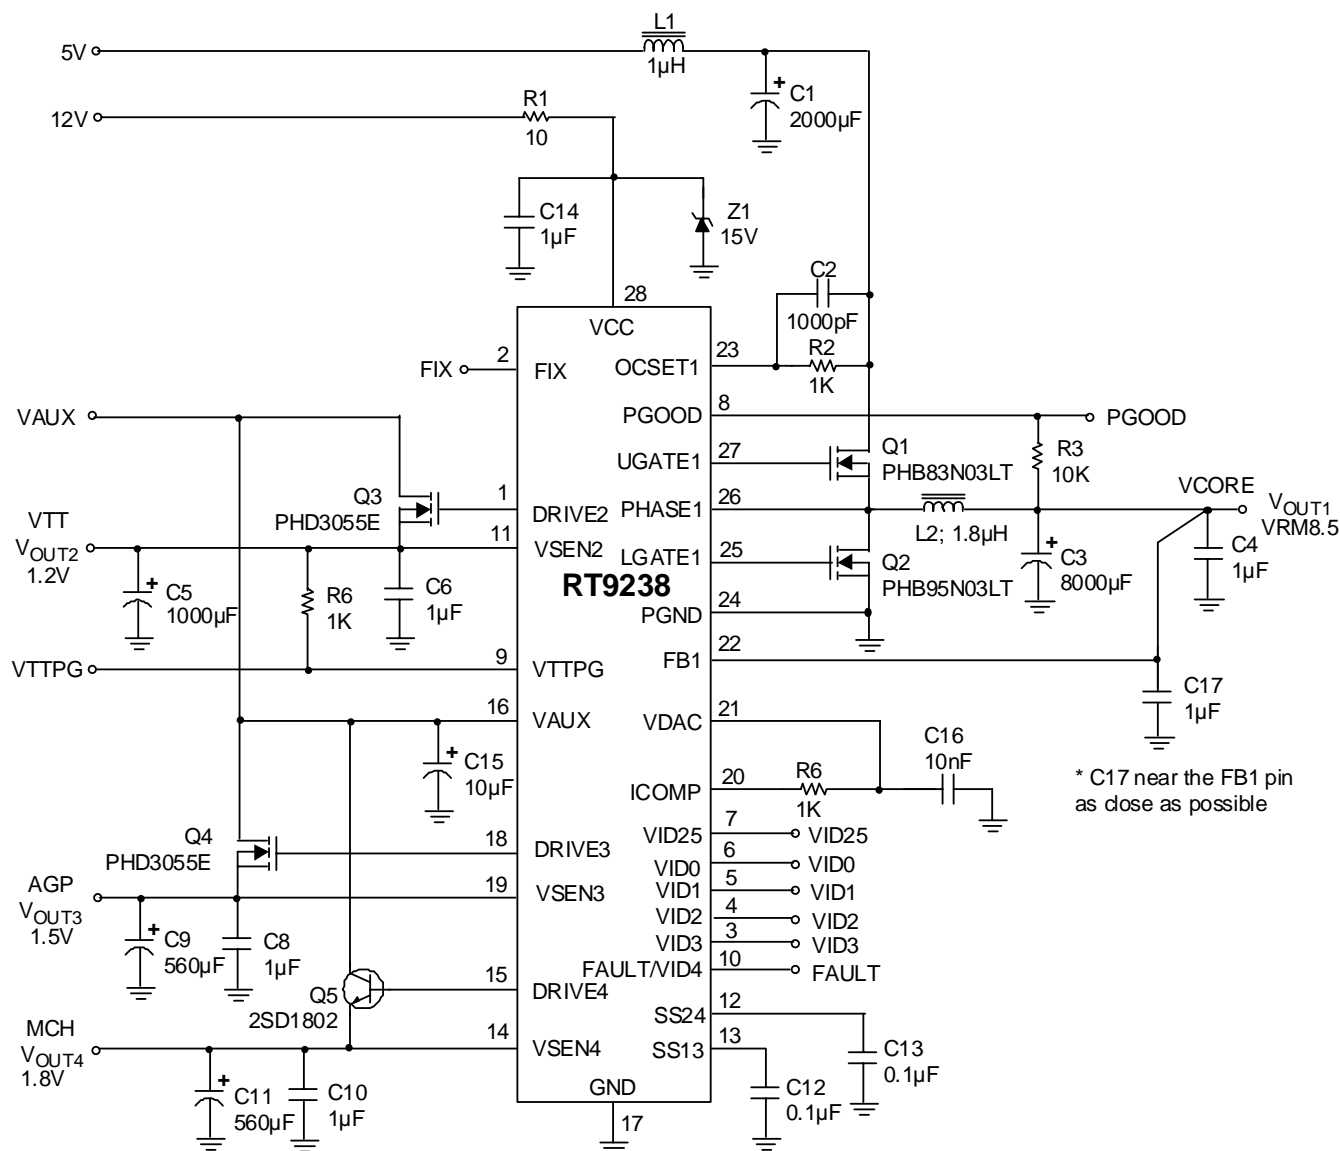 L1
5V
1µH
C1
2000µF
12V
R1
10
C14
1µF
Z1
15V
C2
1000pF
28
VCC
2
FIX
FIX
23
OCSET1
R2
1K
VAUX
8
PGOOD
PGOOD
27
UGATE1
Q1
PHB83N03LT
R3
10K
Q3
PHD3055E
1
DRIVE2
26
PHASE1
L2; 1.8µH
VCORE
VOUT1
VRM8.5
VTT
VOUT2
1.2V
11
VSEN2
25
LGATE1
Q2
PHB95N03LT
C3
8000µF
C4
1µF
RT9238
C5
1000µF
R6
1K
C6
1µF
24
PGND
VTTPG
9
VTTPG
22
FB1
C17
1µF
16
VAUX
21
VDAC
C15
10µF
C16
10nF
20
ICOMP
R6
1K
* C17 near the FB1 pin
as close as possible
Q4
PHD3055E
18
DRIVE3
7
VID25
VID25
6
VID0
VID0
AGP
VOUT3
1.5V
19
VSEN3
5
VID1
VID1
4
VID2
VID2
3
VID3
VID3
C9
560µF
C8
1µF
10
FAULT/VID4
FAULT
Q5
2SD1802
15
DRIVE4
12
SS24
MCH
VOUT4
1.8V
14
VSEN4
13
SS13
C13
0.1µF
C11
560µF
C10
1µF
GND
17
C12
0.1µF